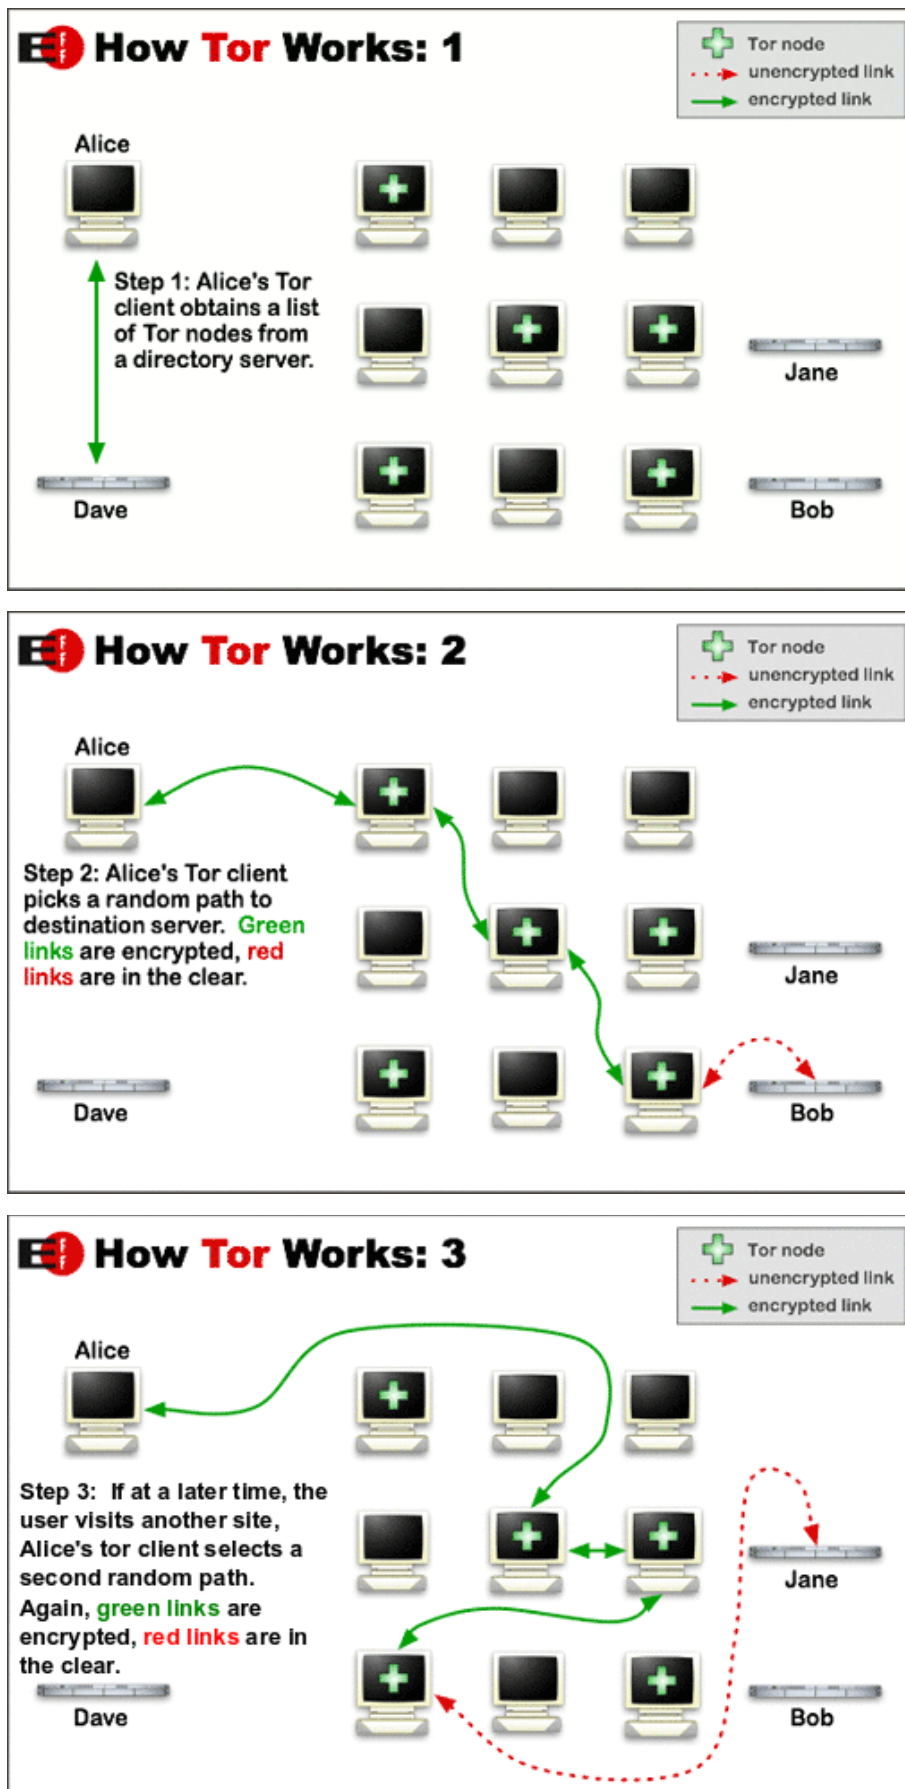 EFF How Tor Works: 1
Tor node
unencrypted link
encrypted link
Alice
Step 1: Alice's Tor
client obtains a list
of Tor nodes from
a directory server.
Jane
Dave
Bob
EFF How Tor Works: 2
Tor node
unencrypted link
encrypted link
Alice
Step 2: Alice's Tor client
picks a random path to
destination server. Green
links are encrypted, red
links are in the clear.
Jane
Dave
Bob
EFF How Tor Works: 3
Tor node
unencrypted link
encrypted link
Alice
Step 3: If at a later time, the
user visits another site,
Alice's tor client selects a
second random path.
Again, green links are
encrypted, red links are in
the clear.
Jane
Dave
Bob